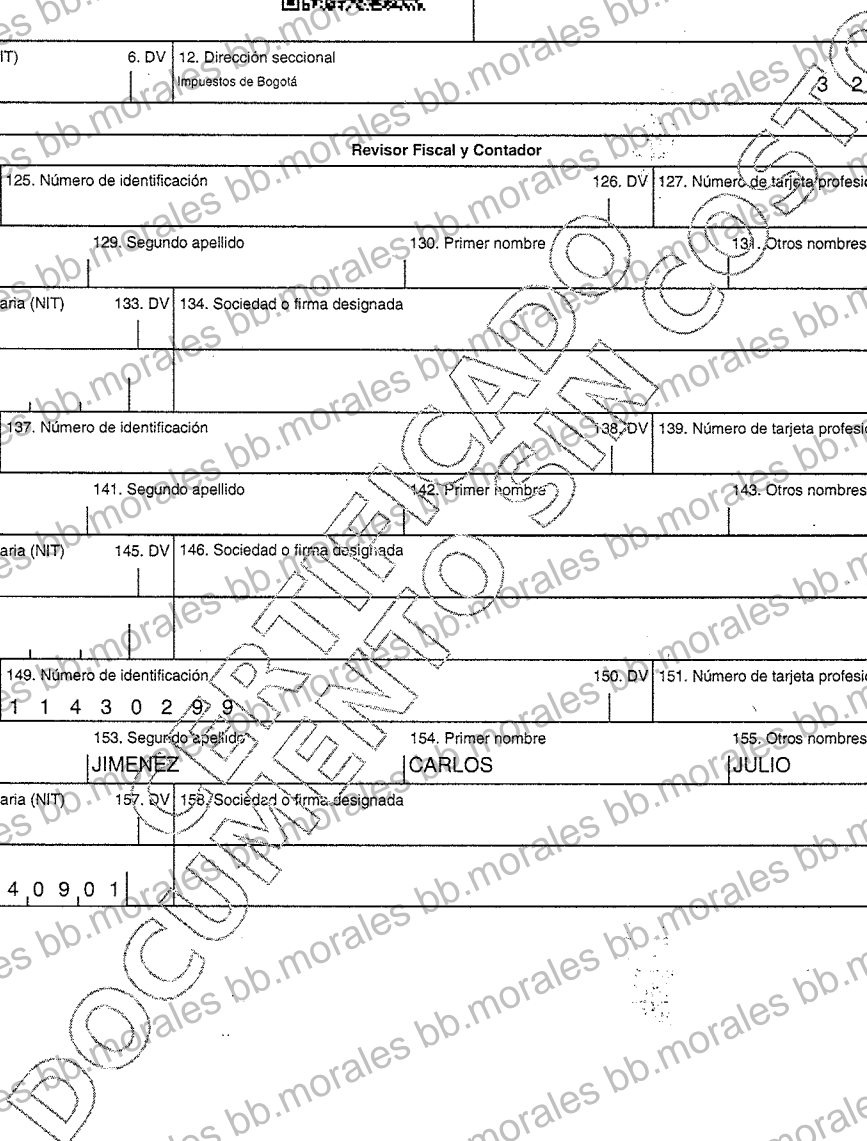 IT) 6. DV 12. Dirección seccional
Impuestos de Bogotá 3 2
Revisor Fiscal y Contador
125. Número de identificación 126. DV 127. Número de tarjeta profesi
129. Segundo apellido 130. Primer nombre 131. Otros nombres
aria (NIT) 133. DV 134. Sociedad o firma designada
137. Número de identificación 138. DV 139. Número de tarjeta profesi
141. Segundo apellido 142. Primer nombre 143. Otros nombres
aria (NIT) 145. DV 146. Sociedad o firma designada
149. Número de identificación 150. DV 151. Número de tarjeta profesi
1 1 4 3 0 2 9 9
153. Segundo apellido 154. Primer nombre 155. Otros nombres
JIMENEZ CARLOS JULIO
aria (NIT) 157. DV 158. Sociedad o firma designada
4 0 9 0 1
CERTIFICADO
DOCUMENTO SIN COSTO
bb.morales